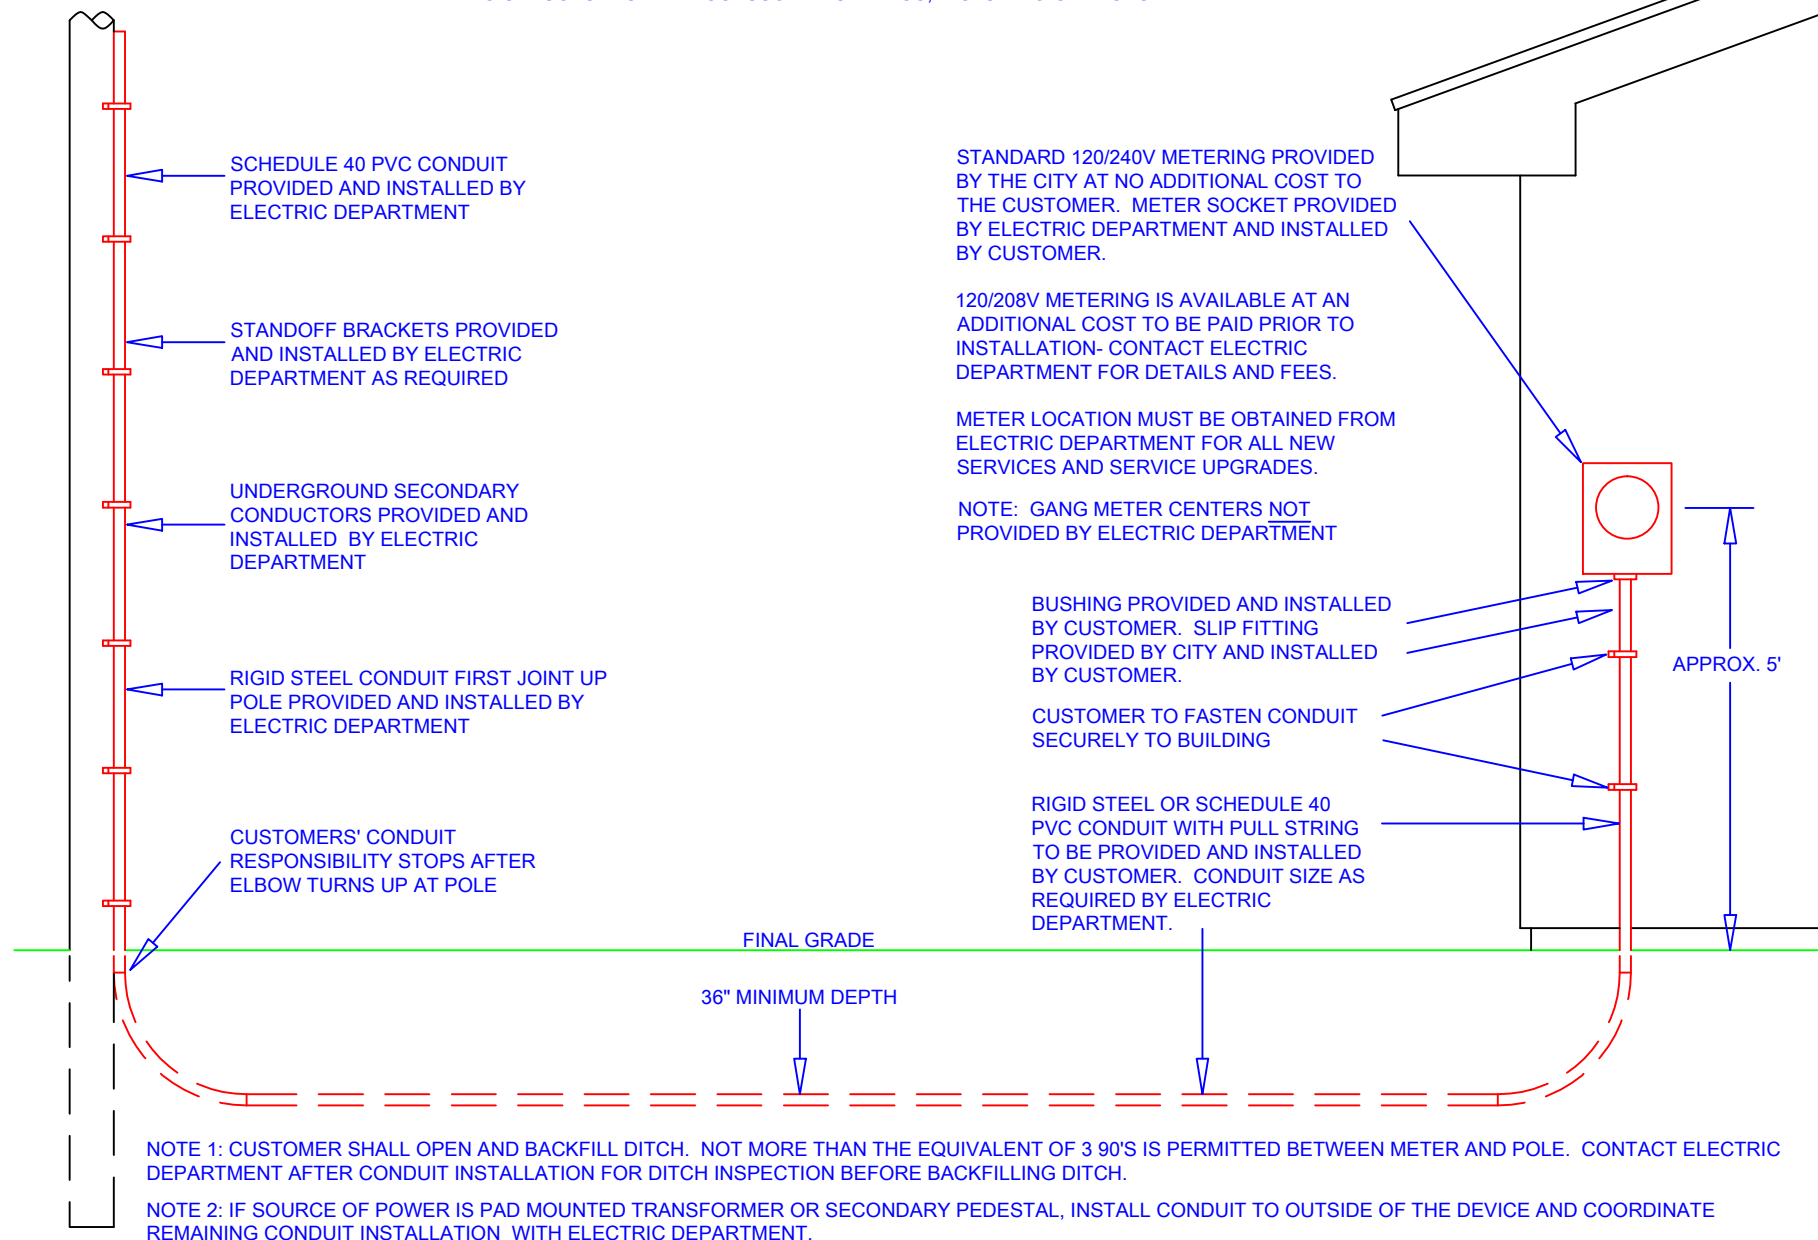 SCHEDULE 40 PVC CONDUIT
PROVIDED AND INSTALLED BY
ELECTRIC DEPARTMENT
STANDOFF BRACKETS PROVIDED
AND INSTALLED BY ELECTRIC
DEPARTMENT AS REQUIRED
UNDERGROUND SECONDARY
CONDUCTORS PROVIDED AND
INSTALLED BY ELECTRIC
DEPARTMENT
RIGID STEEL CONDUIT FIRST JOINT UP
POLE PROVIDED AND INSTALLED BY
ELECTRIC DEPARTMENT
CUSTOMERS' CONDUIT
RESPONSIBILITY STOPS AFTER
ELBOW TURNS UP AT POLE
STANDARD 120/240V METERING PROVIDED
BY THE CITY AT NO ADDITIONAL COST TO
THE CUSTOMER. METER SOCKET PROVIDED
BY ELECTRIC DEPARTMENT AND INSTALLED
BY CUSTOMER.
120/208V METERING IS AVAILABLE AT AN
ADDITIONAL COST TO BE PAID PRIOR TO
INSTALLATION- CONTACT ELECTRIC
DEPARTMENT FOR DETAILS AND FEES.
METER LOCATION MUST BE OBTAINED FROM
ELECTRIC DEPARTMENT FOR ALL NEW
SERVICES AND SERVICE UPGRADES.
NOTE: GANG METER CENTERS NOT
PROVIDED BY ELECTRIC DEPARTMENT
BUSHING PROVIDED AND INSTALLED
BY CUSTOMER. SLIP FITTING
PROVIDED BY CITY AND INSTALLED
BY CUSTOMER.
CUSTOMER TO FASTEN CONDUIT
SECURELY TO BUILDING
RIGID STEEL OR SCHEDULE 40
PVC CONDUIT WITH PULL STRING
TO BE PROVIDED AND INSTALLED
BY CUSTOMER. CONDUIT SIZE AS
REQUIRED BY ELECTRIC
DEPARTMENT.
APPROX. 5'
FINAL GRADE
36" MINIMUM DEPTH
NOTE 1: CUSTOMER SHALL OPEN AND BACKFILL DITCH. NOT MORE THAN THE EQUIVALENT OF 3 90'S IS PERMITTED BETWEEN METER AND POLE. CONTACT ELECTRIC
DEPARTMENT AFTER CONDUIT INSTALLATION FOR DITCH INSPECTION BEFORE BACKFILLING DITCH.
NOTE 2: IF SOURCE OF POWER IS PAD MOUNTED TRANSFORMER OR SECONDARY PEDESTAL, INSTALL CONDUIT TO OUTSIDE OF THE DEVICE AND COORDINATE
REMAINING CONDUIT INSTALLATION WITH ELECTRIC DEPARTMENT.